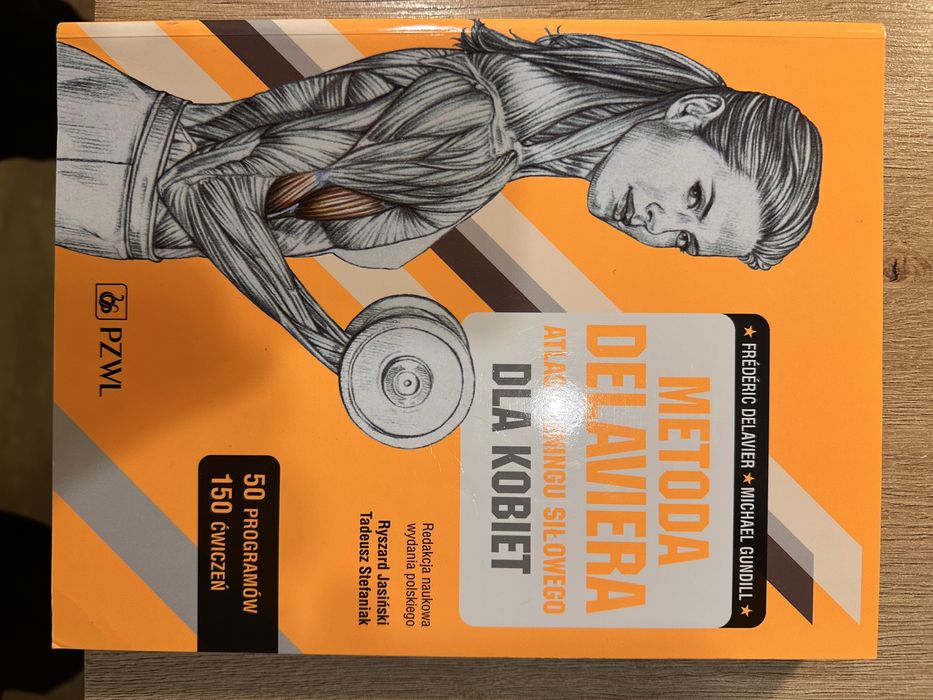 ★ FRÉDÉRIC DELAVIER ★ MICHAEL GUNDILL ★
METODA
DELAVIERA
SIŁOWEGO
DLA KOBIET
Redakcja naukowa
wydania polskiego
Ryszard Jasiński
Tadeusz Stefaniak
50 PROGRAMÓW
150 ĆWICZEŃ
PZWL